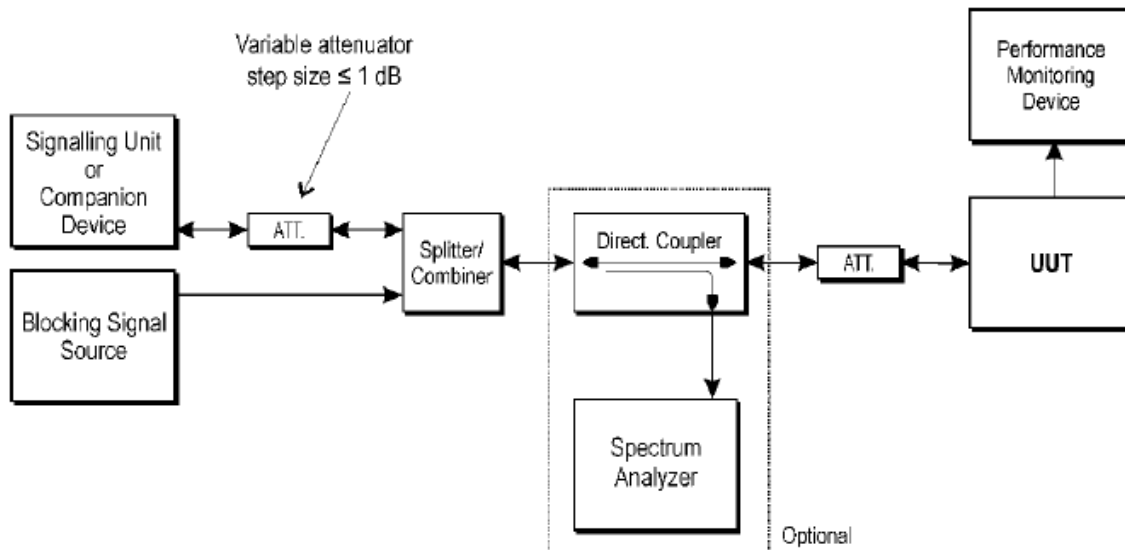 Variable attenuator
step size ≤ 1 dB
Signalling Unit
or
Companion
Device
ATT.
Splitter/
Combiner
Blocking Signal
Source
Direct. Coupler
Spectrum
Analyzer
Optional
ATT.
Performance
Monitoring
Device
UUT